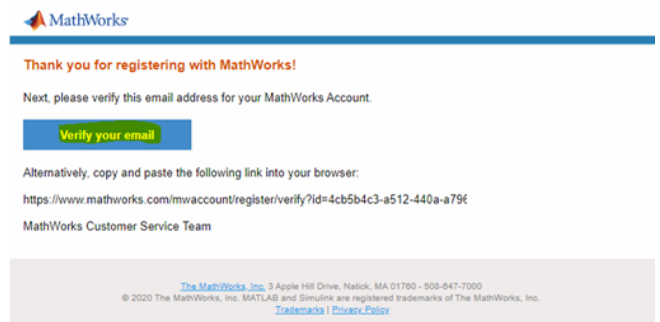 MathWorks®
Thank you for registering with MathWorks!
Next, please verify this email address for your MathWorks Account.
Verify your email
Alternatively, copy and paste the following link into your browser:
https://www.mathworks.com/mwaccount/register/verify?id=4cb5b4c3-a512-440a-a796
MathWorks Customer Service Team
The MathWorks, Inc. 3 Apple Hill Drive, Natick, MA 01760 - 508-647-7000
© 2020 The MathWorks, Inc. MATLAB and Simulink are registered trademarks of The MathWorks, Inc.
Trademarks | Privacy Policy